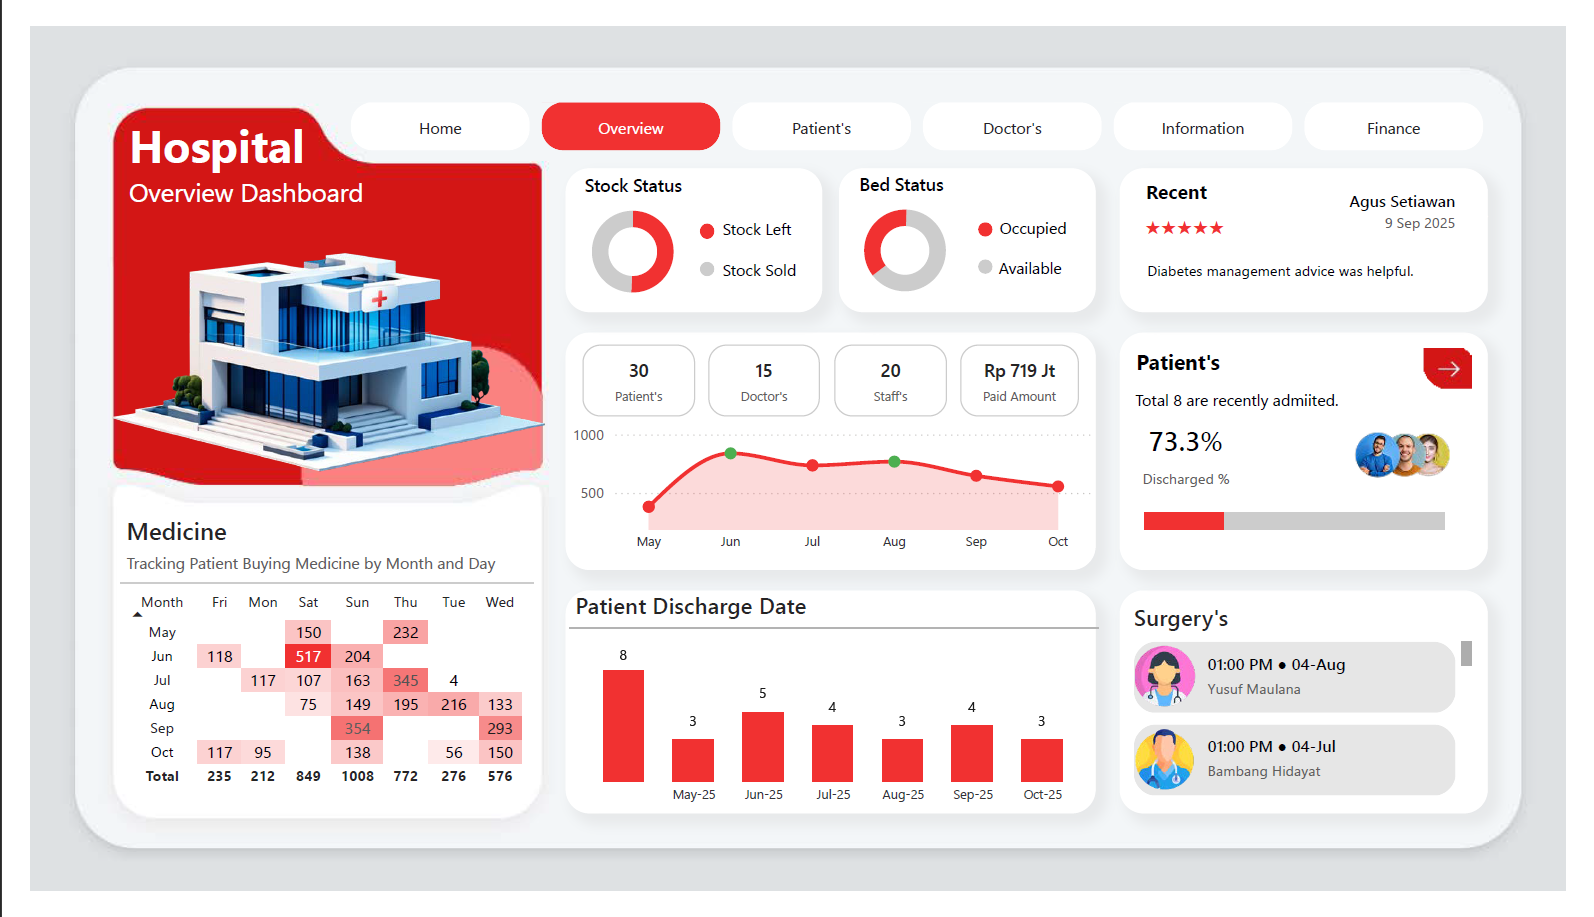 Hospital
Overview Dashboard
Home
Overview
Patient's
Doctor's
Information
Finance
Stock Status
Stock Left
Stock Sold
Bed Status
Occupied
Available
Recent
Agus Setiawan
★★★★★
9 Sep 2025
Diabetes management advice was helpful.
30
Patient's
15
Doctor's
20
Staff's
Rp 719 Jt
Paid Amount
1000
500
May Jun Jul Aug Sep Oct
Patient's
Total 8 are recently admiited.
73.3%
Discharged %
Medicine
Tracking Patient Buying Medicine by Month and Day
Month Fri Mon Sat Sun Thu Tue Wed
May 150 232
Jun 118 517 204
Jul 117 107 163 345 4
Aug 75 149 195 216 133
Sep 354 293
Oct 117 95 138 56 150
Total 235 212 849 1008 772 276 576
Patient Discharge Date
8 3 5 4 3 4 3
May-25 Jun-25 Jul-25 Aug-25 Sep-25 Oct-25
Surgery's
01:00 PM ● 04-Aug
Yusuf Maulana
01:00 PM ● 04-Jul
Bambang Hidayat